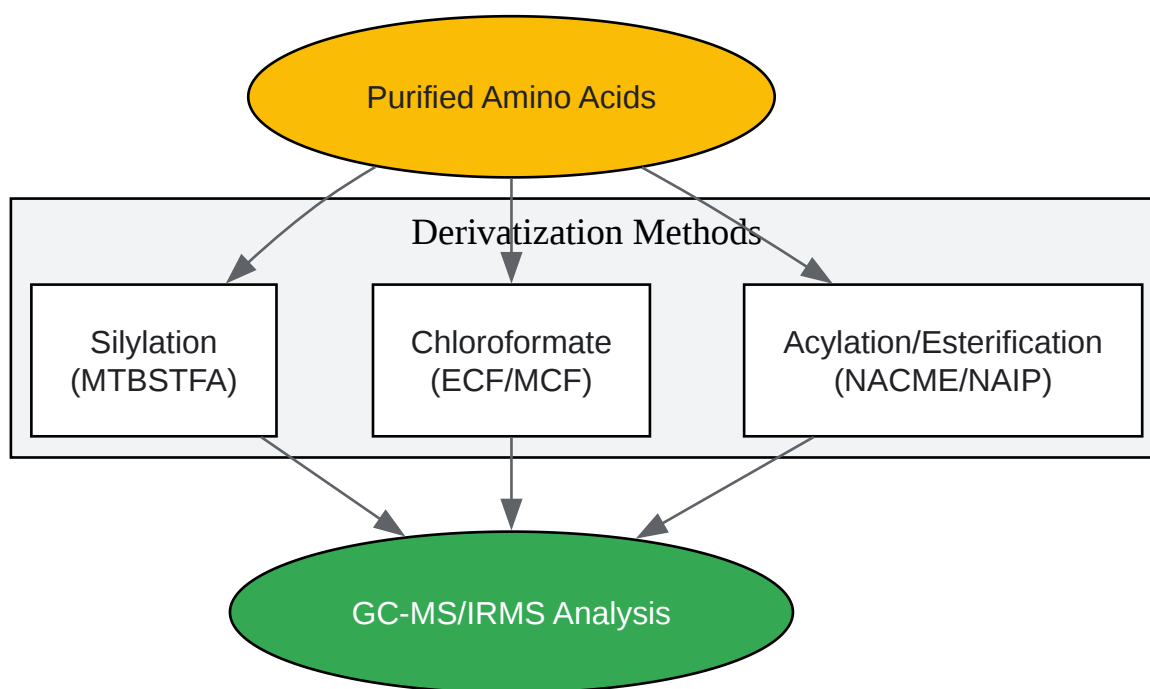 Purified Amino Acids
Derivatization Methods
Silylation
(MTBSTFA)
Chloroformate
(ECF/MCF)
Acylation/Esterification
(NACME/NAIP)
GC-MS/IRMS Analysis